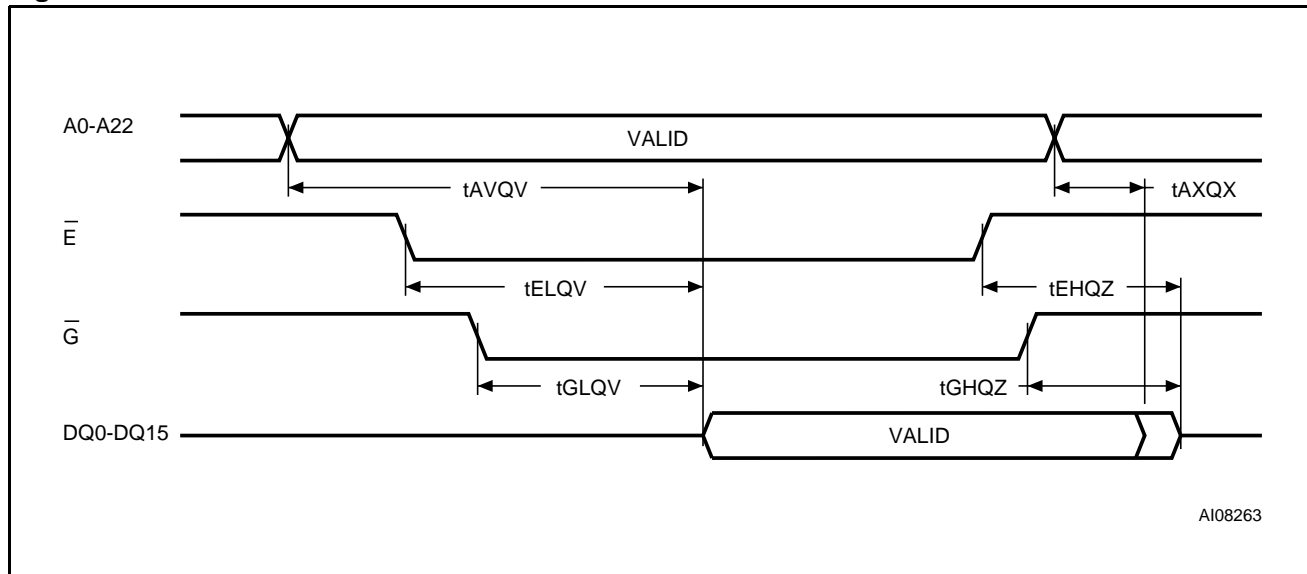 A0-A22
VALID
tAVQV
tAXQX
E
tELQV
tEHQZ
G
tGLQV
tGHQZ
DQ0-DQ15
VALID
AI08263